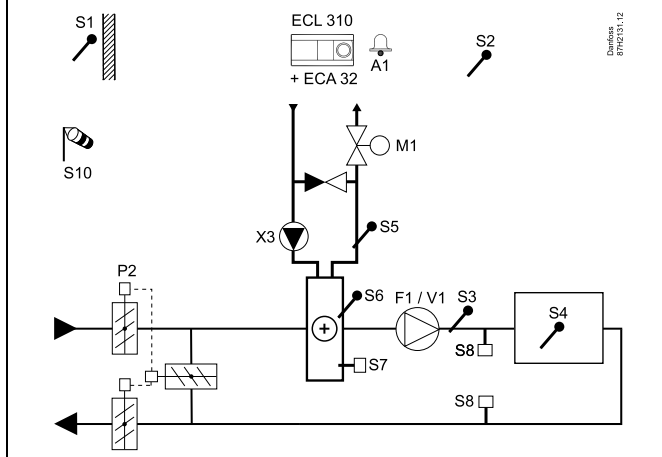 S1
ECL 310
A1
+ ECA 32
S2
Danfoss
87H2131.12
S10
M1
X3
S5
P2
S6
F1 / V1
S3
S4
S8
S7
S8